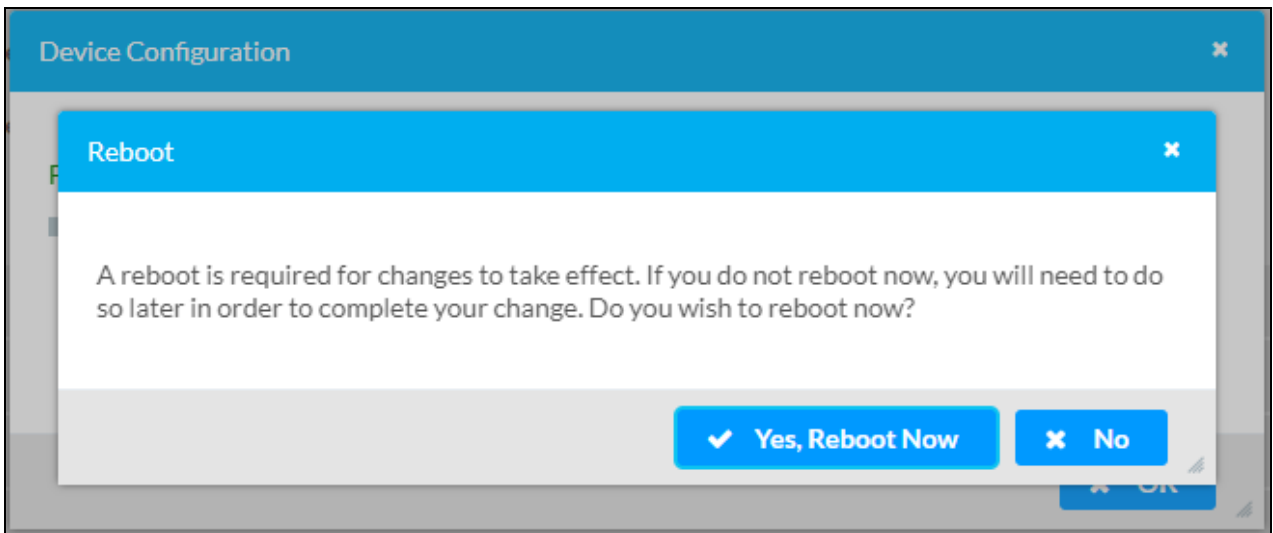 Device Configuration
Reboot
A reboot is required for changes to take effect. If you do not reboot now, you will need to do
so later in order to complete your change. Do you wish to reboot now?
Yes, Reboot Now
No
OK